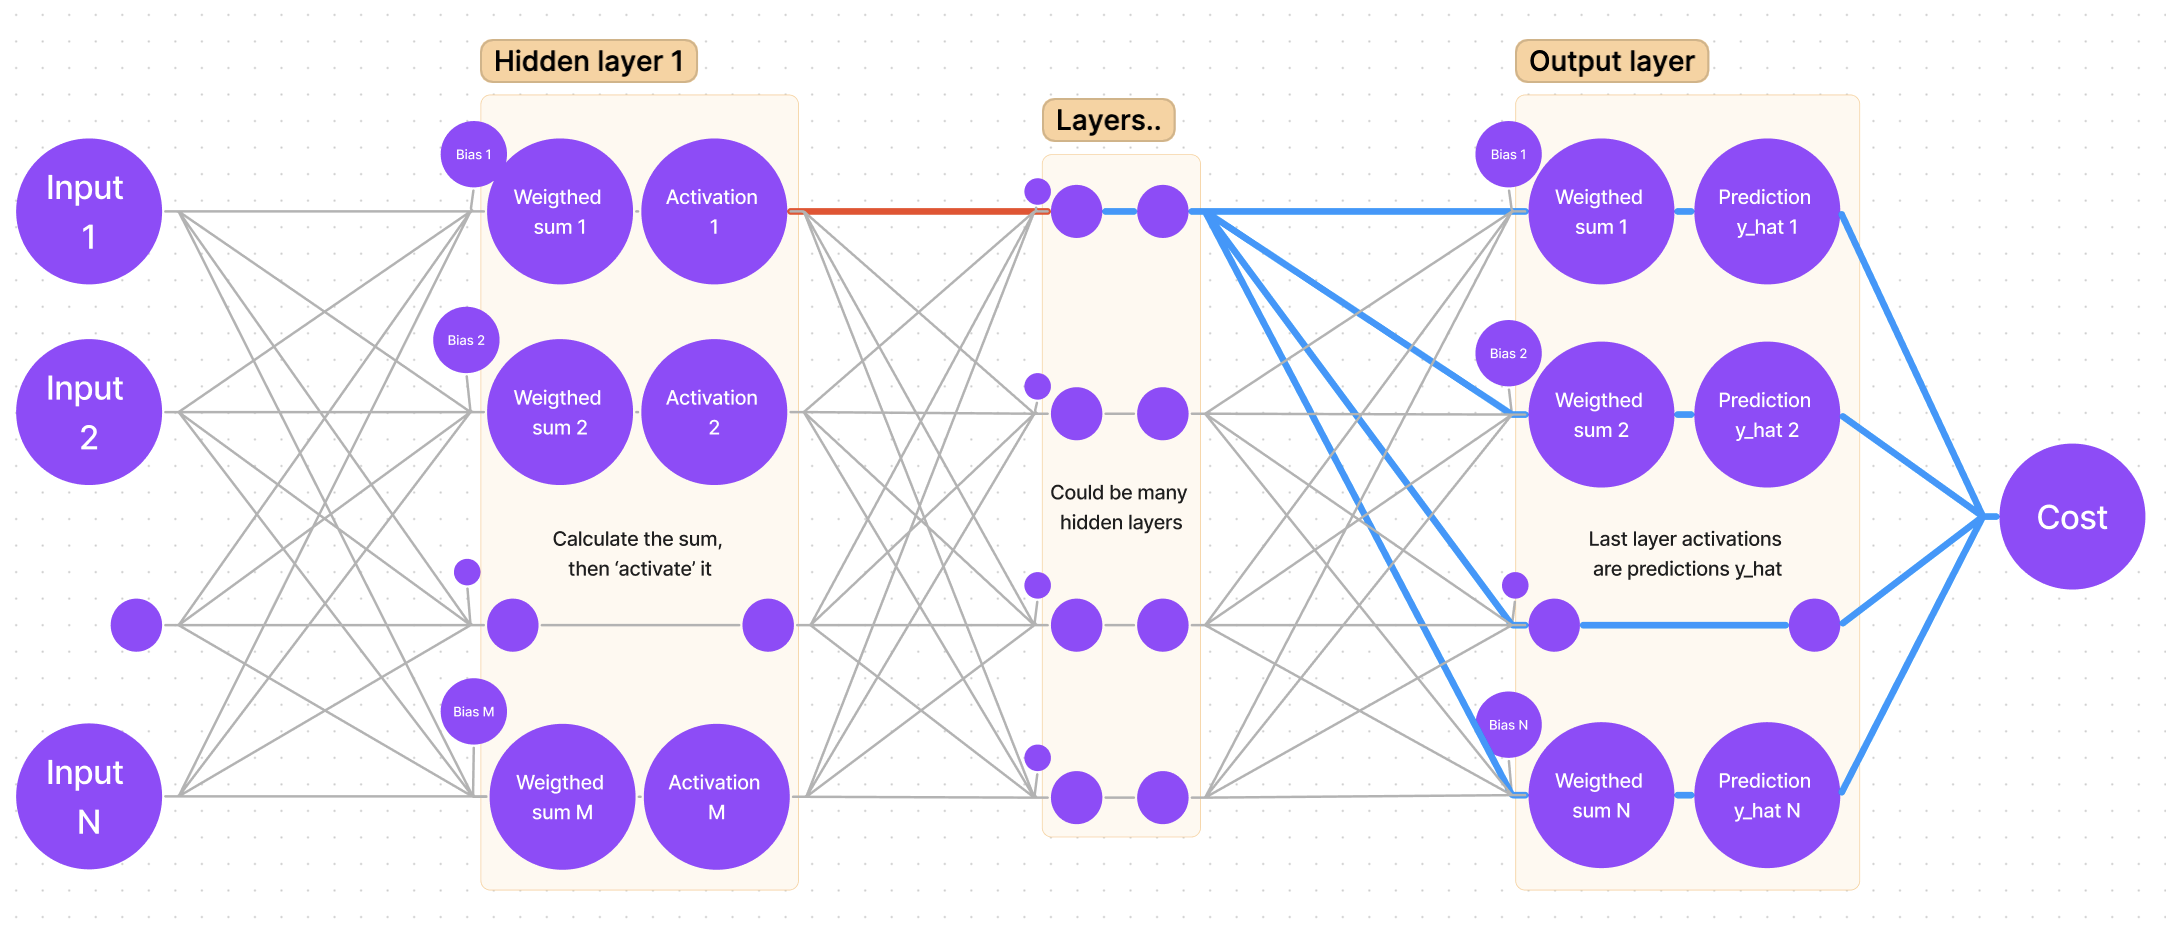 Hidden layer 1
Output layer
Layers..
Input
1
Input
2
Input
N
Bias 1
Weigthed
sum 1
Activation
1
Bias 2
Weigthed
sum 2
Activation
2
Calculate the sum,
then ‘activate’ it
Bias M
Weigthed
sum M
Activation
M
Could be many
hidden layers
Bias 1
Weigthed
sum 1
Prediction
y_hat 1
Bias 2
Weigthed
sum 2
Prediction
y_hat 2
Last layer activations
are predictions y_hat
Bias N
Weigthed
sum N
Prediction
y_hat N
Cost